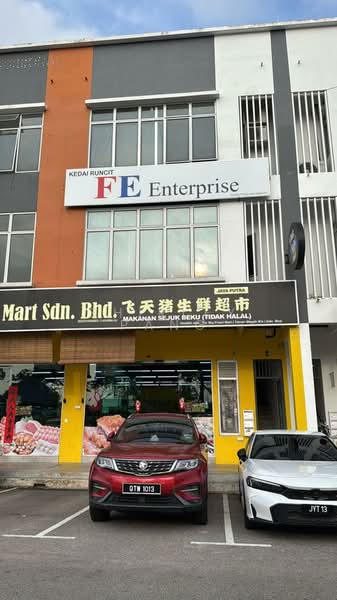 KEDAI RUNCIT
FE Enterprise
JAYA PUTRA
Mart Sdn. Bhd. 飞天猪生鲜超市
MAKANAN SEJUK BEKU (TIDAK HALAL)
QTW 1013
JYT 13